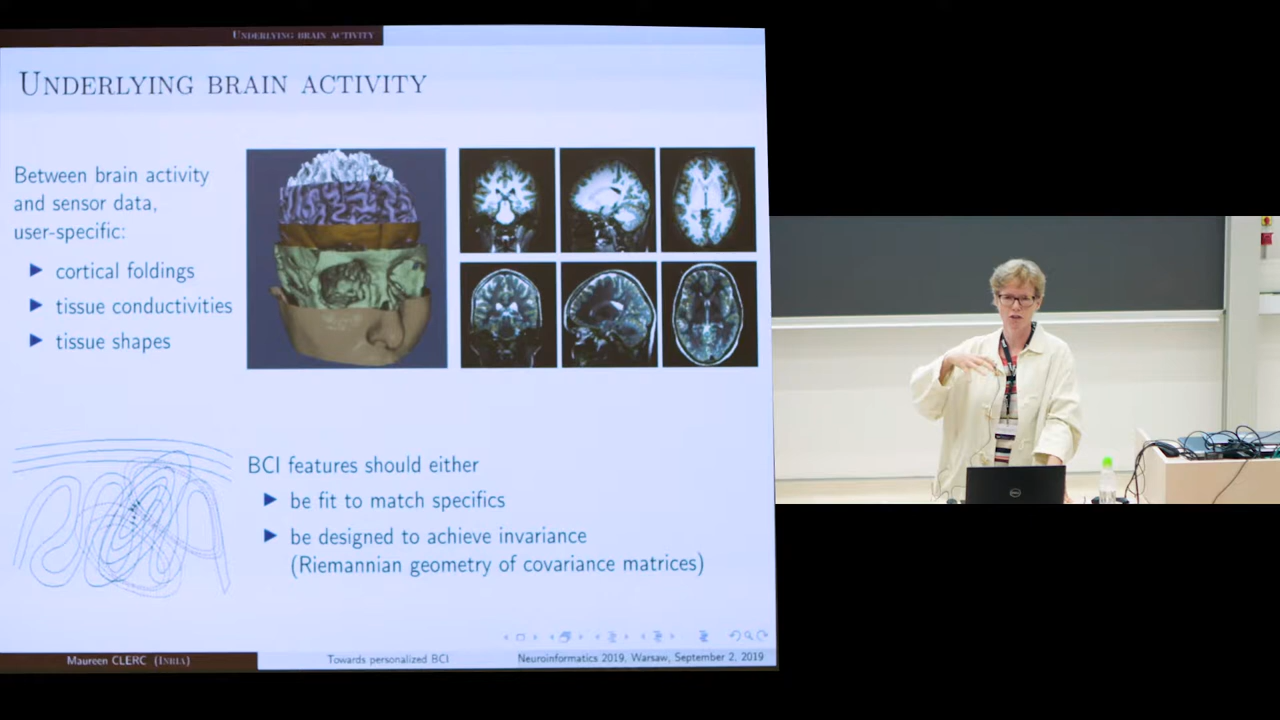 UNDERLYING BRAIN ACTIVITY
UNDERLYING BRAIN ACTIVITY
Between brain activity
and sensor data,
user-specific:
cortical foldings
tissue conductivities
tissue shapes
BCI features should either
be fit to match specifics
be designed to achieve invariance
(Riemannian geometry of covariance matrices)
Maureen CLERC (INRIA)
Towards personalized BCI
Neuroinformatics 2019, Warsaw, September 2, 2019
DELL